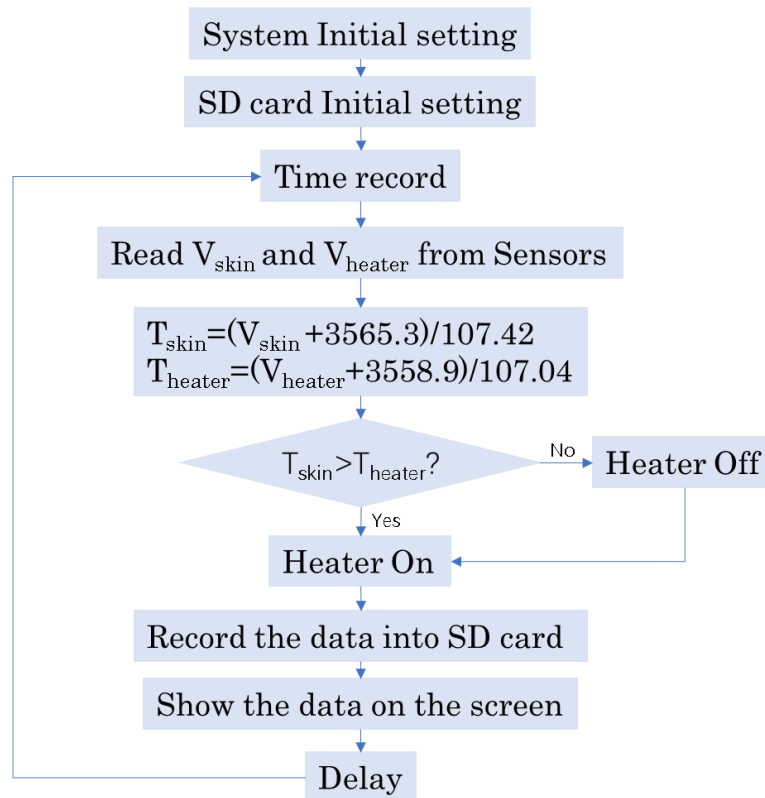 System Initial setting
SD card Initial setting
Time record
Read Vskin and Vheater from Sensors
Tskin=(Vskin+3565.3)/107.42
Theater=(Vheater+3558.9)/107.04
Tskin>Theater?
No
Heater Off
Yes
Heater On
Record the data into SD card
Show the data on the screen
Delay